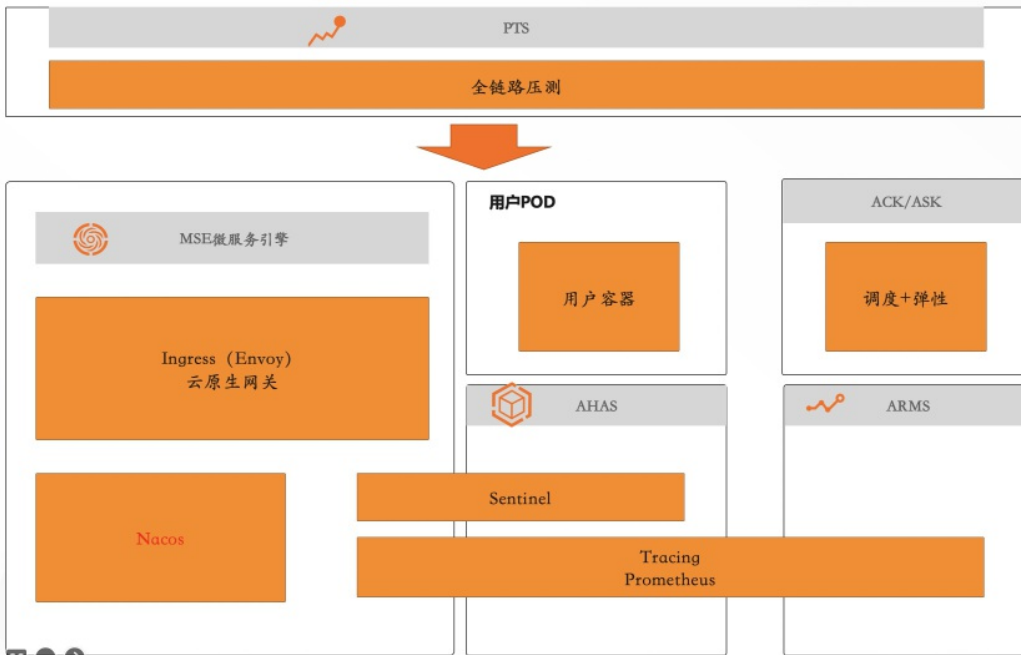 PTS
全链路压测
MSE微服务引擎
Ingress (Envoy)
云原生网关
Nacos
用户POD
用户容器
ACK/ASK
调度+弹性
AHAS
ARMS
Sentinel
Tracing
Prometheus